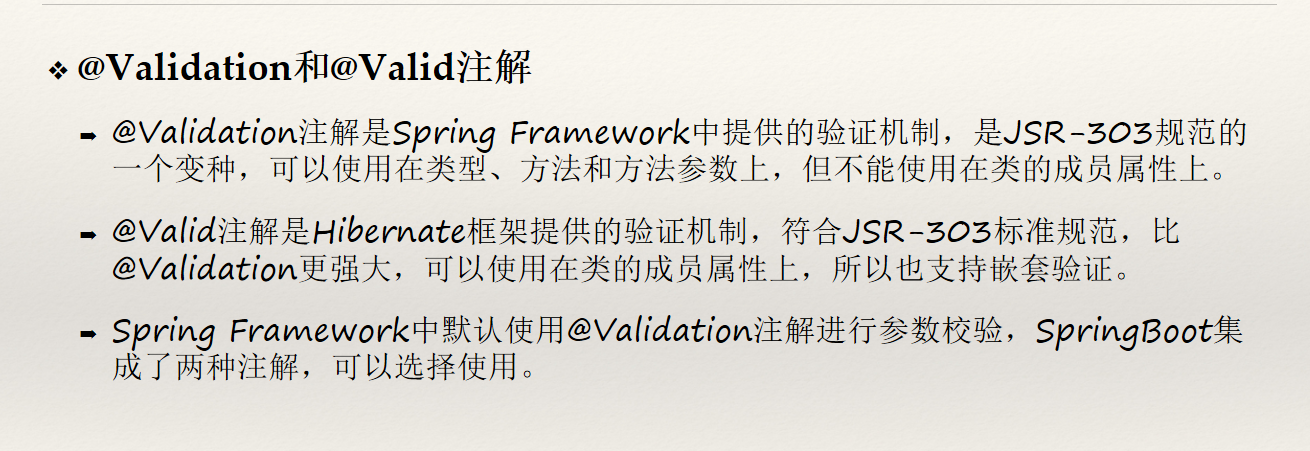 ❖ @Validation和@Valid注解
➡ @Validation注解是Spring Framework中提供的验证机制，是JSR-303规范的
一个变种，可以使用在类型、方法和方法参数上，但不能使用在类的成员属性上。
➡ @Valid注解是Hibernate框架提供的验证机制，符合JSR-303标准规范，比
@Validation更强大，可以使用在类的成员属性上，所以也支持嵌套验证。
➡ Spring Framework中默认使用@Validation注解进行参数校验，SpringBoot集
成了两种注解，可以选择使用。